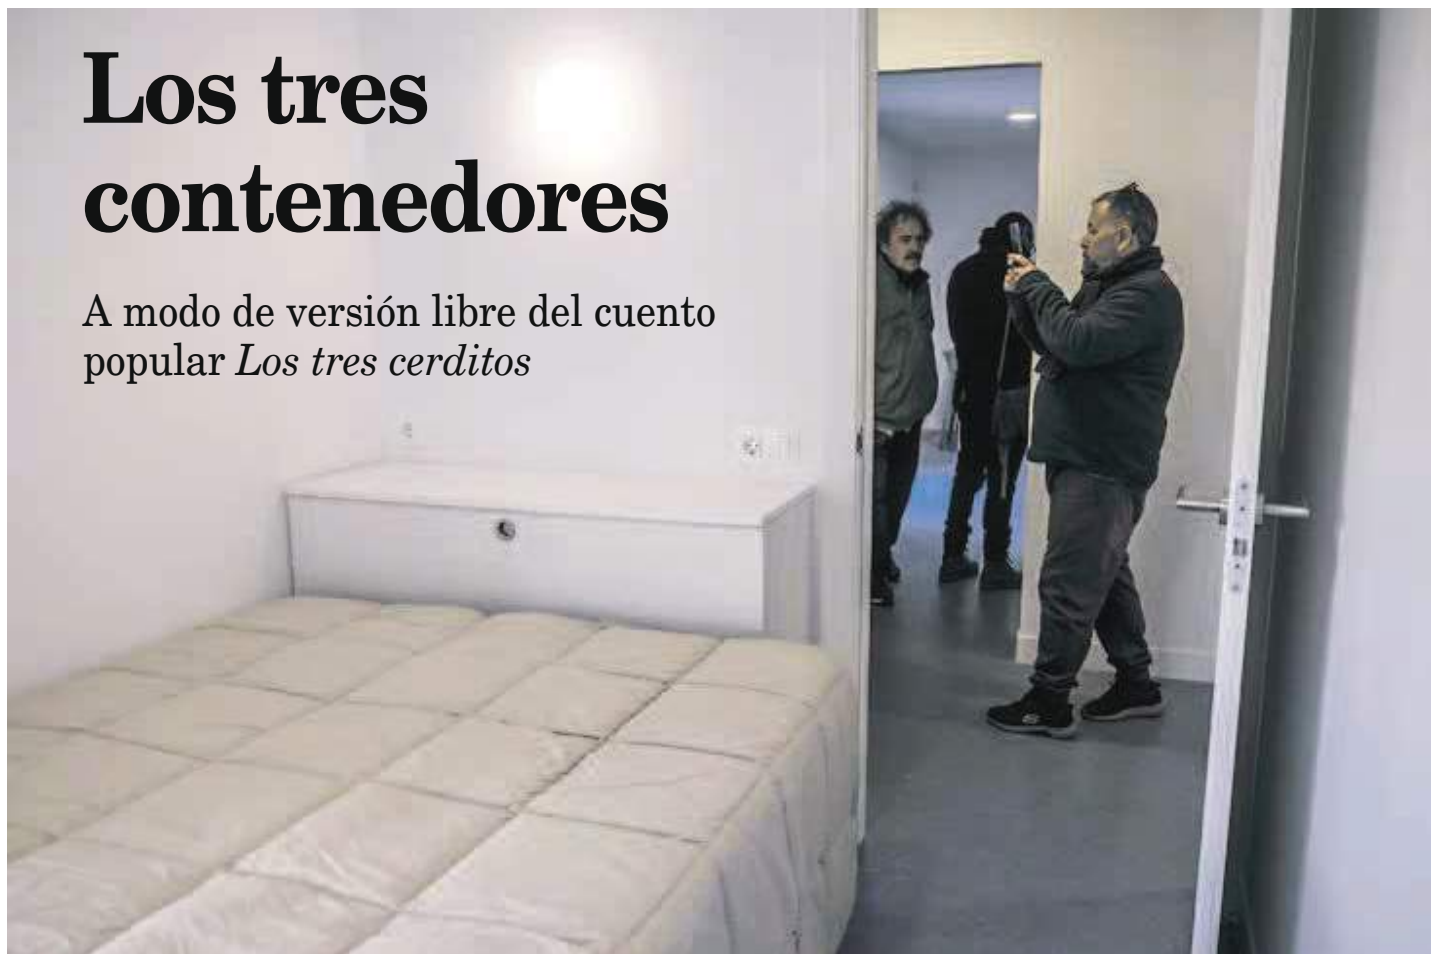 Los tres
contenedores
A modo de versión libre del cuento
popular Los tres cerditos